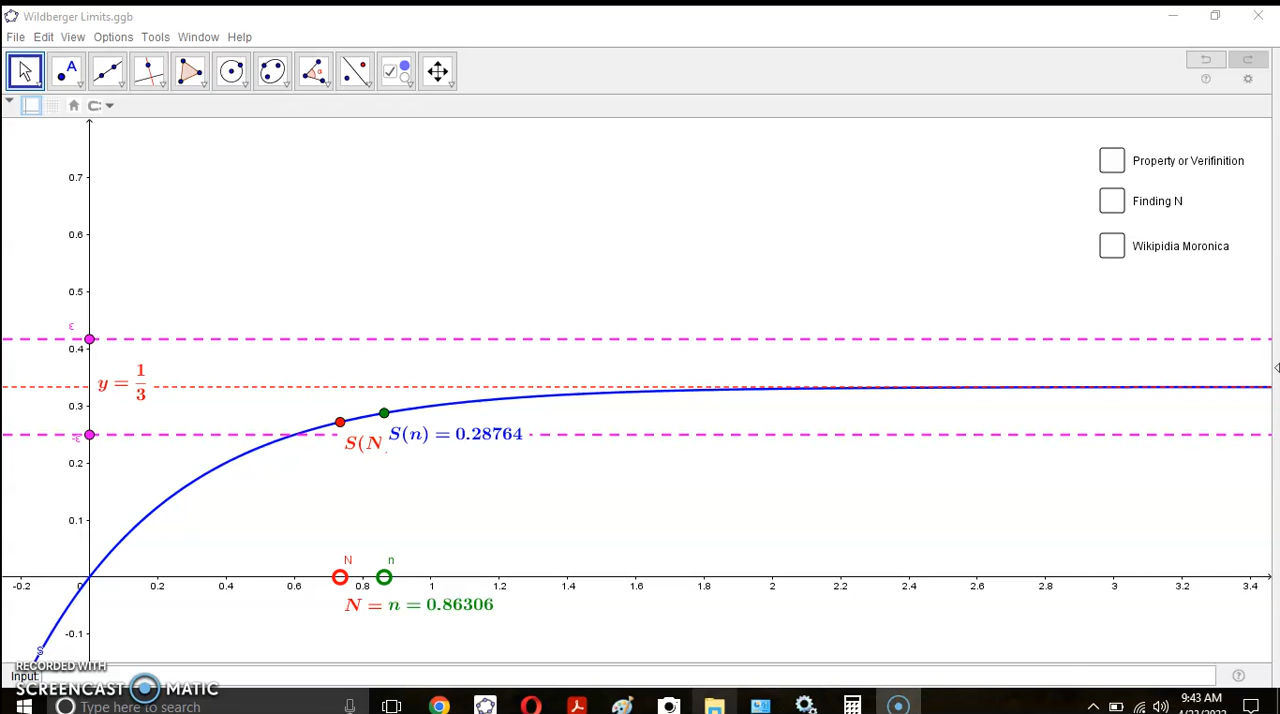 Wildberger Limits.ggb
File Edit View Options Tools Window Help
A
α
Property or Verifinition
Finding N
Wikipidia Moronica
0.7
0.6
0.5
ε
0.4
y = 1/3
0.3
-ε
S(N
S(n) = 0.28764
0.2
0.1
N n
-0.2 0 0.2 0.4 0.6 0.8 1 1.2 1.4 1.6 1.8 2 2.2 2.4 2.6 2.8 3 3.2 3.4
N = n = 0.86306
-0.1
S
RECORDED WITH
SCREENCAST MATIC
Input:
Type here to search
9:43 AM